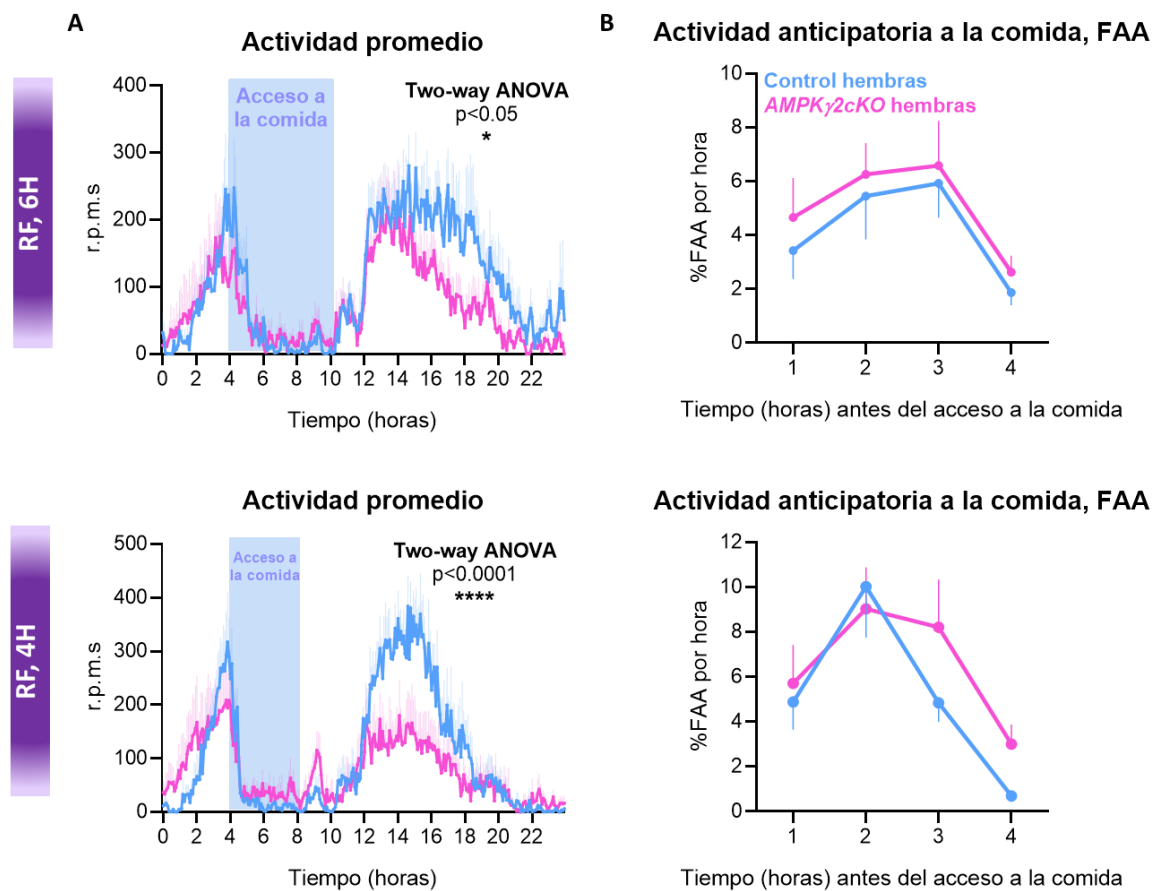 A
Actividad promedio
RF, 6H
r.p.m.s
400
300
200
100
0
Acceso a
la comida
Two-way ANOVA
p<0.05
*
0 2 4 6 8 10 12 14 16 18 20 22
Tiempo (horas)
B
Actividad anticipatoria a la comida, FAA
Control hembras
AMPKγ2cKO hembras
%FAA por hora
10
8
6
4
2
0
1 2 3 4
Tiempo (horas) antes del acceso a la comida
Actividad promedio
RF, 4H
r.p.m.s
500
400
300
200
100
0
Acceso a
la comida
Two-way ANOVA
p<0.0001
****
0 2 4 6 8 10 12 14 16 18 20 22
Tiempo (horas)
Actividad anticipatoria a la comida, FAA
%FAA por hora
12
10
8
6
4
2
0
1 2 3 4
Tiempo (horas) antes del acceso a la comida